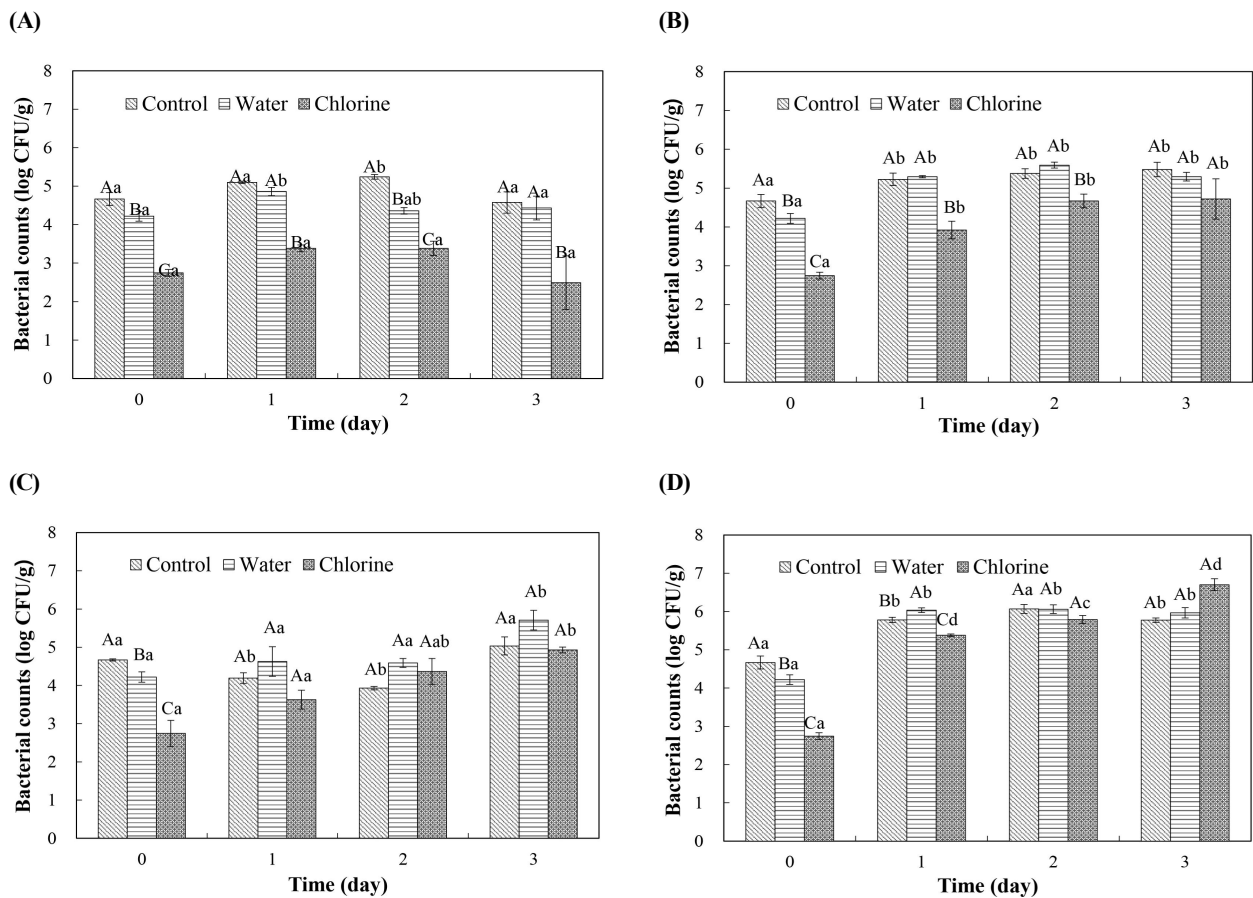 (A)
Bacterial counts (log CFU/g)
8
7
6
5
4
3
2
1
0
Control Water Chlorine
Aa Ba Ca
Aa Ab Ba
Ab Bab Ca
Aa Aa Ba
0 1 2 3
Time (day)
(B)
Bacterial counts (log CFU/g)
8
7
6
5
4
3
2
1
0
Control Water Chlorine
Aa Ba Ca
Ab Ab Bb
Ab Ab Bb
Ab Ab Ab
0 1 2 3
Time (day)
(C)
Bacterial counts (log CFU/g)
8
7
6
5
4
3
2
1
0
Control Water Chlorine
Aa Ba Ca
Ab Aa Aa
Ab Aa Aab
Aa Ab Ab
0 1 2 3
Time (day)
(D)
Bacterial counts (log CFU/g)
8
7
6
5
4
3
2
1
0
Control Water Chlorine
Aa Ba Ca
Bb Ab Cd
Aa Ab Ac
Ab Ab Ad
0 1 2 3
Time (day)